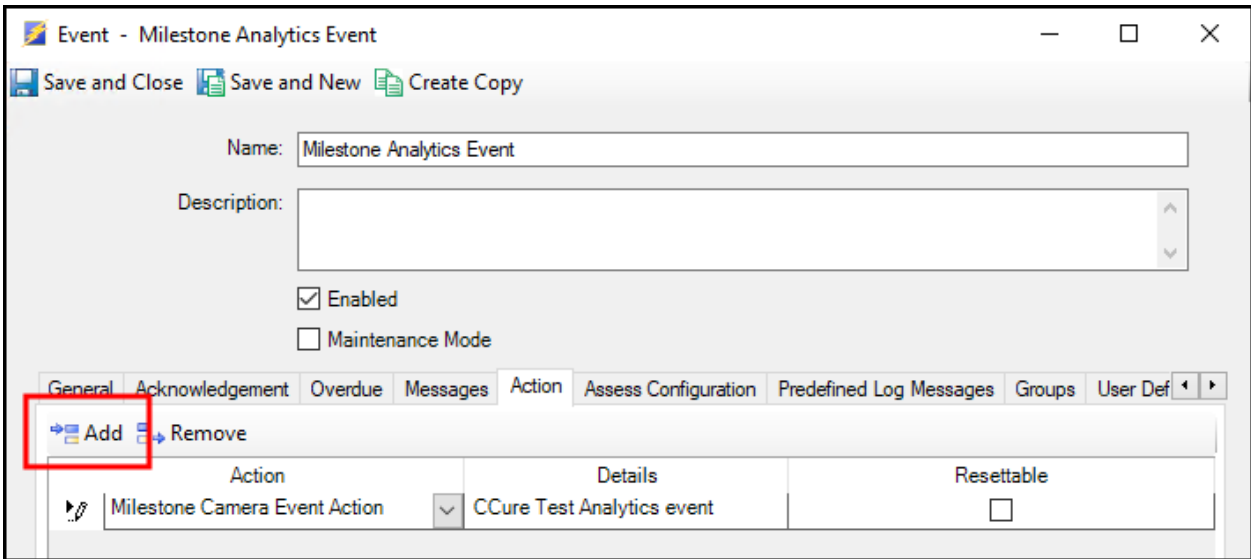 Event - Milestone Analytics Event
Save and Close Save and New Create Copy
Name: Milestone Analytics Event
Description:
Enabled
Maintenance Mode
General Acknowledgement Overdue Messages Action Assess Configuration Predefined Log Messages Groups User Def
Add Remove
Action Details Resettable
Milestone Camera Event Action CCure Test Analytics event